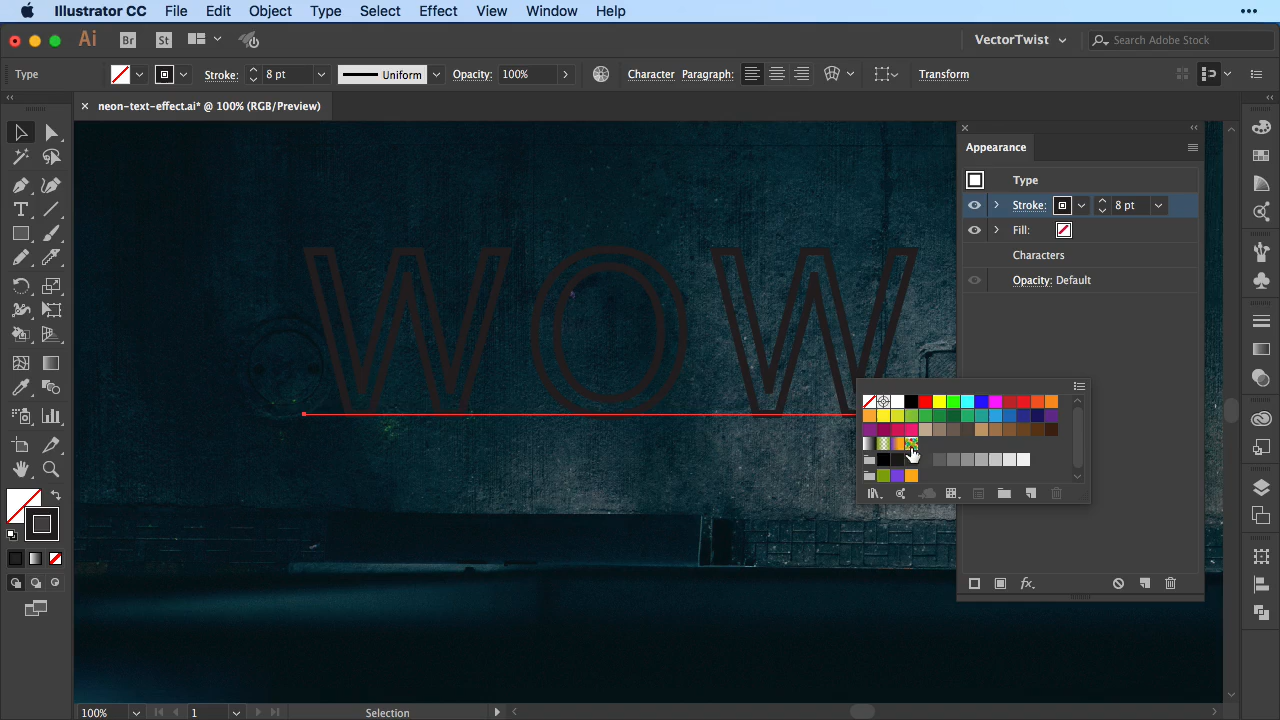 Illustrator CC File Edit Object Type Select Effect View Window Help
Ai Br St VectorTwist Search Adobe Stock
Type Stroke: 8 pt Uniform Opacity: 100% Character Paragraph: Transform
× neon-text-effect.ai* @ 100% (RGB/Preview)
Appearance
Type
Stroke: 8 pt
Fill:
Characters
Opacity: Default
WOW
fx.
100% 1 Selection